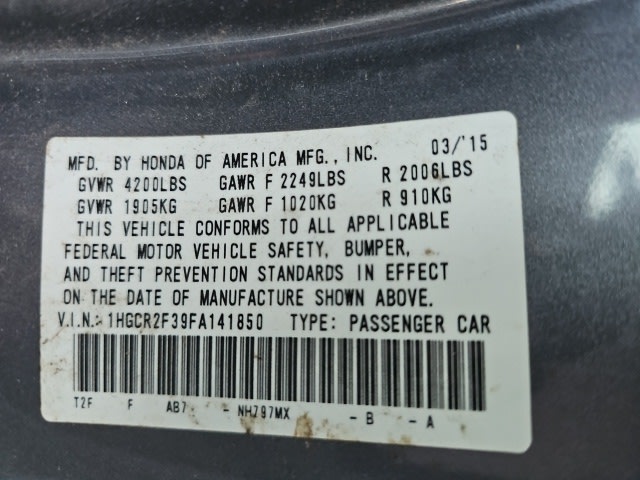 MFD. BY HONDA OF AMERICA MFG., INC. 03/'15
GVWR 4200LBS GAWR F 2249LBS R 2006LBS
GVWR 1905KG GAWR F 1020KG R 910KG
THIS VEHICLE CONFORMS TO ALL APPLICABLE
FEDERAL MOTOR VEHICLE SAFETY, BUMPER,
AND THEFT PREVENTION STANDARDS IN EFFECT
ON THE DATE OF MANUFACTURE SHOWN ABOVE.
V.I.N.: 1HGCR2F39FA141850 TYPE: PASSENGER CAR
T2F F AB7 - NH797MX - B - A